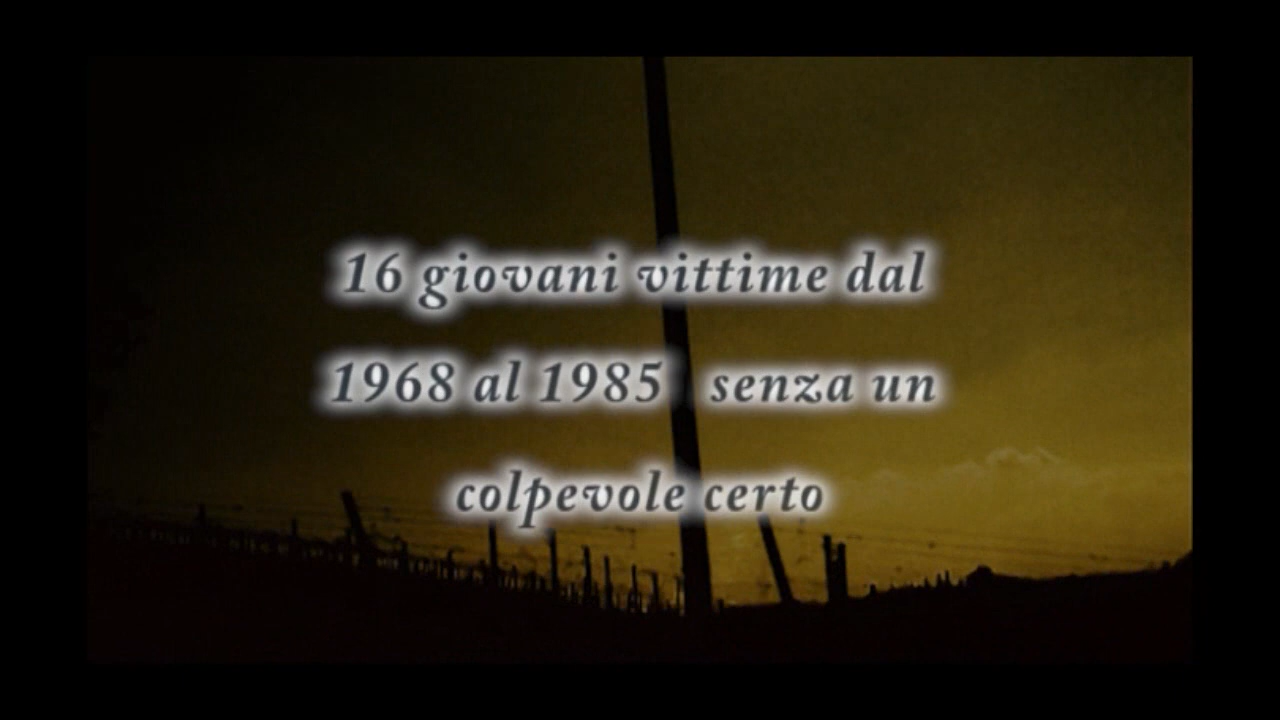 16 giovani vittime dal
1968 al 1985 senza un
colpevole certo